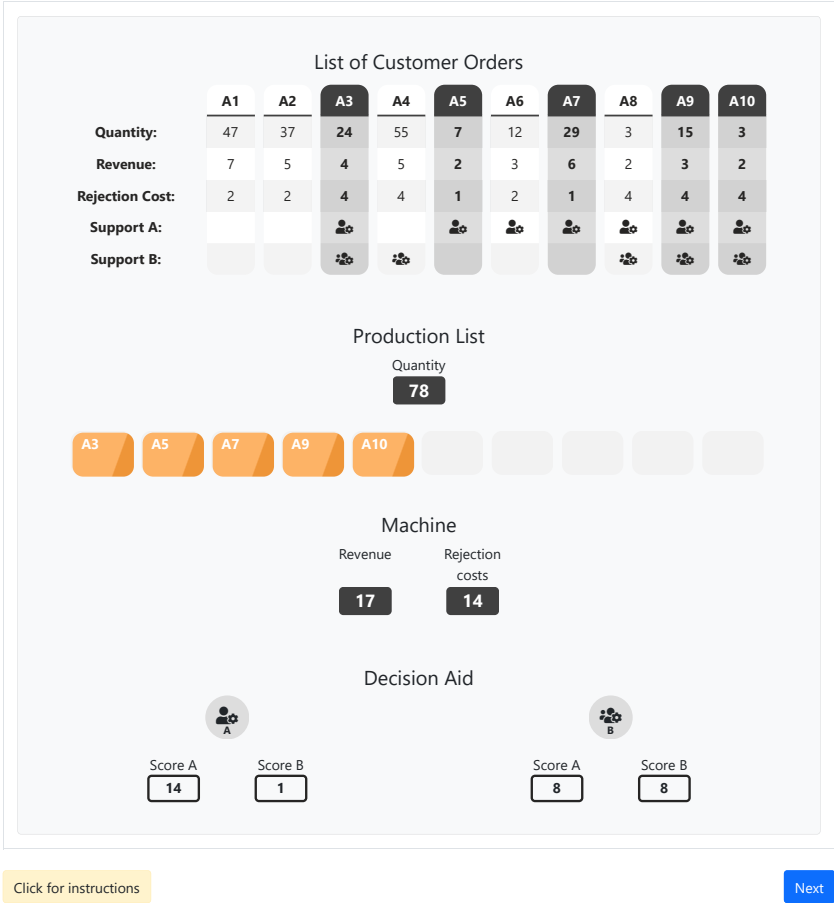 List of Customer Orders
A1 A2 A3 A4 A5 A6 A7 A8 A9 A10
Quantity: 47 37 24 55 7 12 29 3 15 3
Revenue: 7 5 4 5 2 3 6 2 3 2
Rejection Cost: 2 2 4 4 1 2 1 4 4 4
Support A:
Support B:
Production List
Quantity
78
A3 A5 A7 A9 A10
Machine
Revenue Rejection costs
17 14
Decision Aid
A B
Score A Score B Score A Score B
14 1 8 8
Click for instructions Next